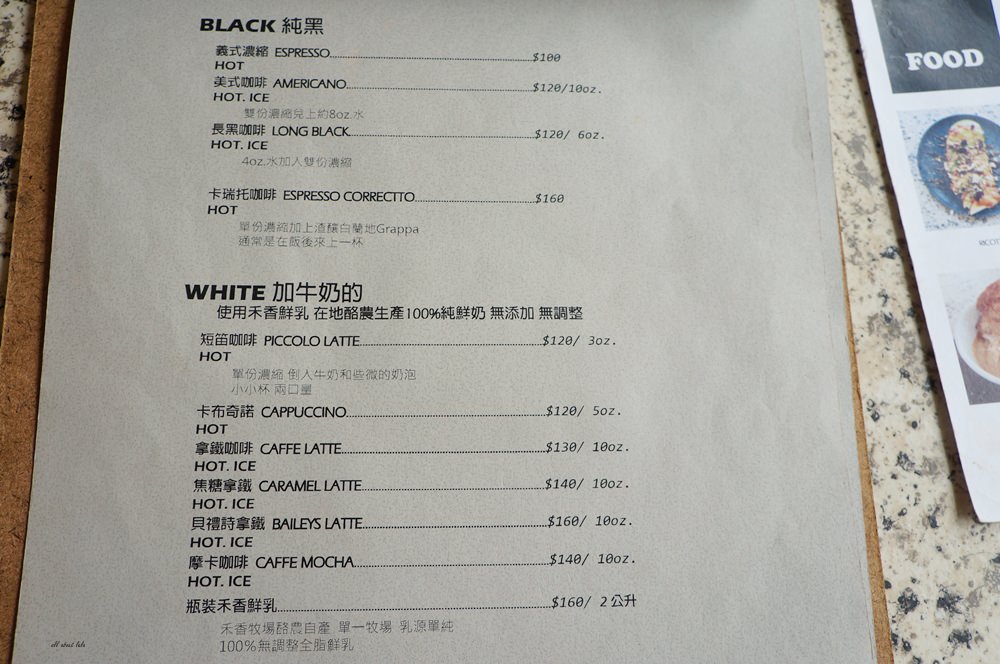 BLACK 純黑
義式濃縮 ESPRESSO $100
HOT
美式咖啡 AMERICANO $120/10oz.
HOT. ICE
雙份濃縮兌上約8oz.水
長黑咖啡 LONG BLACK $120/ 6oz.
HOT. ICE
4oz.水加入雙份濃縮
卡瑞托咖啡 ESPRESSO CORRECTTO $160
HOT
單份濃縮加上渣釀白蘭地Grappa
通常是在飯後來上一杯
WHITE 加牛奶的
使用禾香鮮乳 在地酪農生產100%純鮮奶 無添加 無調整
短笛咖啡 PICCOLO LATTE $120/ 3oz.
HOT
單份濃縮 倒入牛奶和些微的奶泡
小小杯 兩口量
卡布奇諾 CAPPUCCINO $120/ 5oz.
HOT
拿鐵咖啡 CAFFE LATTE $130/ 10oz.
HOT. ICE
焦糖拿鐵 CARAMEL LATTE $140/ 10oz.
HOT. ICE
貝禮詩拿鐵 BAILEYS LATTE $160/ 10oz.
HOT. ICE
摩卡咖啡 CAFFE MOCHA $140/ 10oz.
HOT. ICE
瓶裝禾香鮮乳 $160/ 2公升
禾香牧場酪農自產 單一牧場 乳源單純
100%無調整全脂鮮乳
FOOD
RICOT